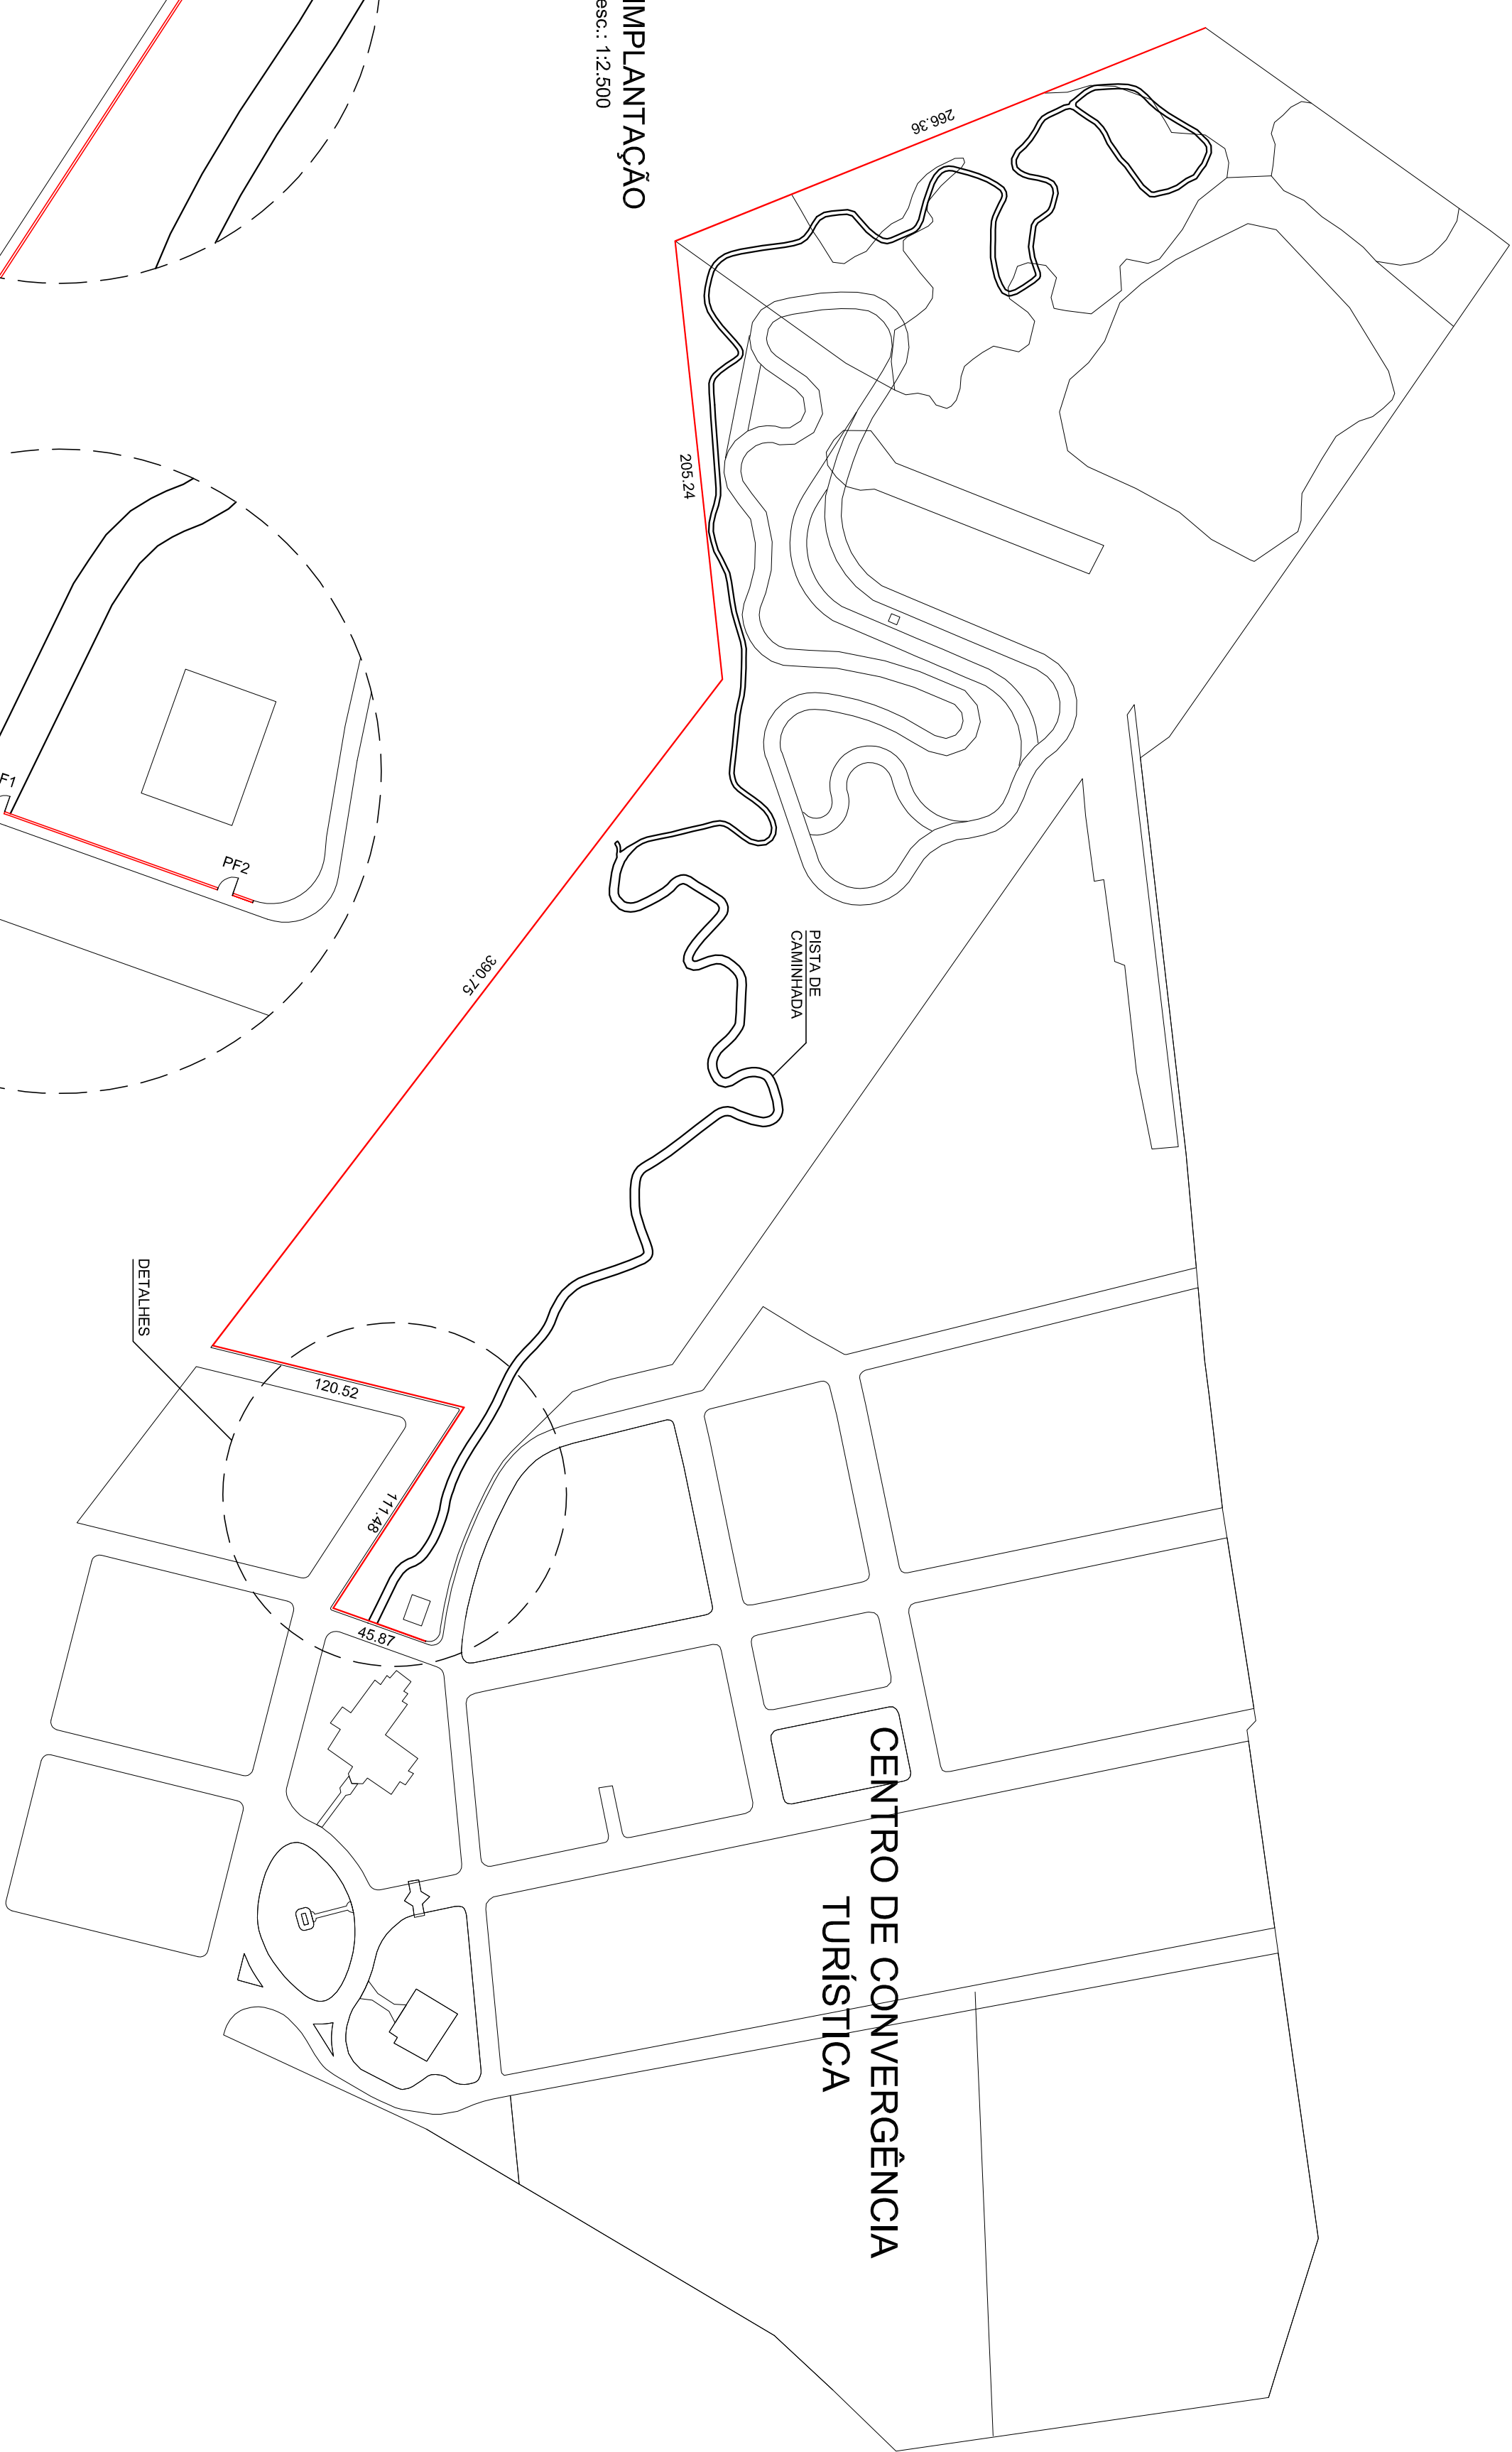 IMPLANTAÇÃO
esc.: 1:2.500
266.36
205.24
390.75
PISTA DE
CAMINHADA
DETALHES
120.52
111.48
45.87
PF2
CENTRO DE CONVERGÊNCIA
TURÍSTICA